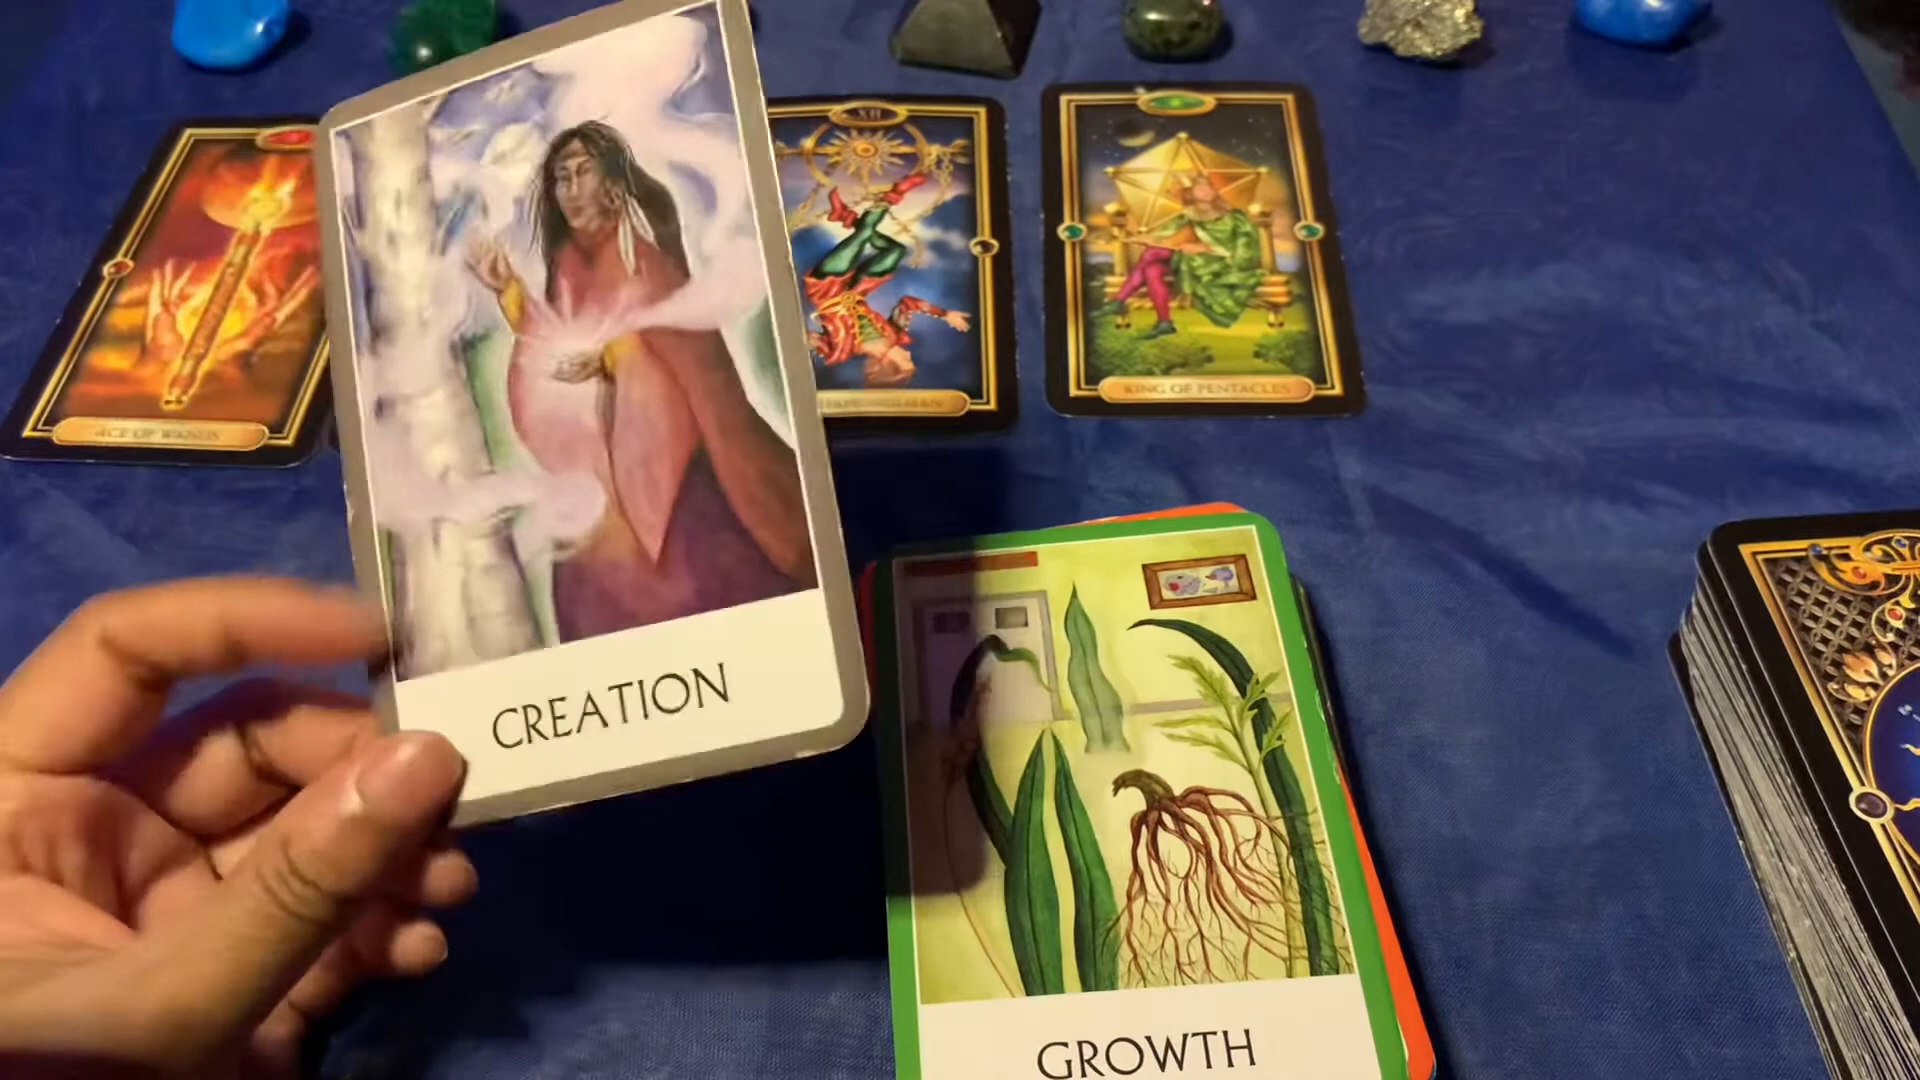 XII
ACE OF WANDS
KING OF PENTACLES
CREATION
GROWTH